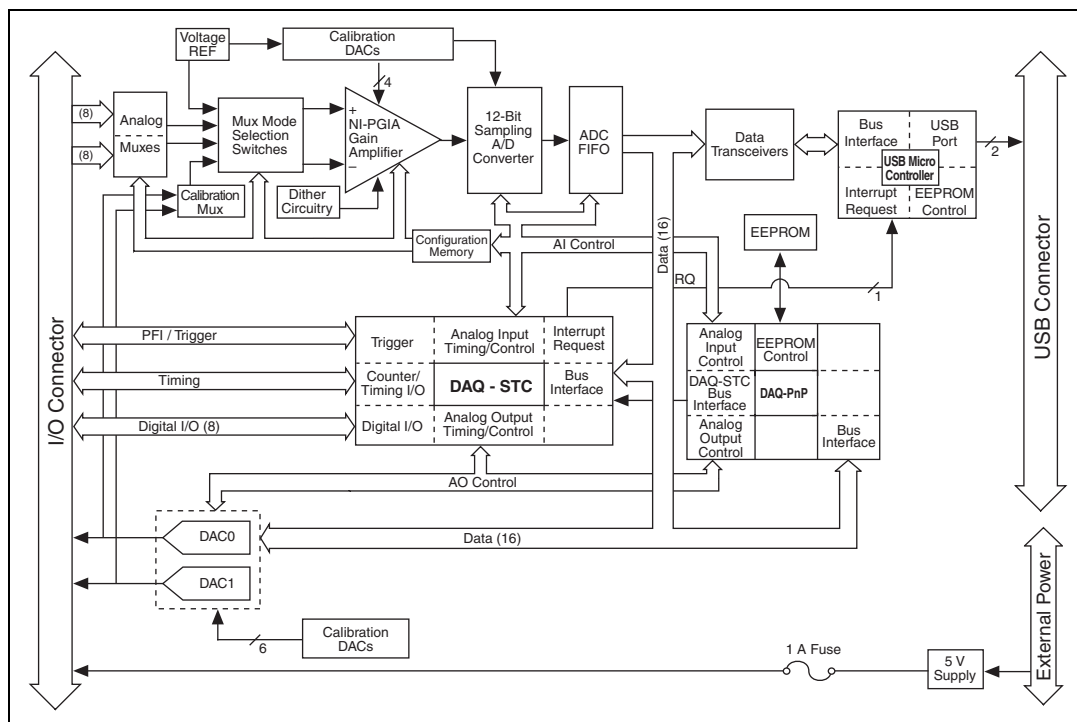 Voltage
REF
Calibration
DACs
4
(8)
(8)
Analog
Muxes
Mux Mode
Selection
Switches
+
NI-PGIA
Gain
Amplifier
–
12-Bit
Sampling
A/D
Converter
ADC
FIFO
Data
Transceivers
Bus
Interface
USB
Port
USB Micro
Controller
Interrupt
Request
EEPROM
Control
2
Calibration
Mux
Dither
Circuitry
Configuration
Memory
AI Control
Data (16)
EEPROM
RQ
1
I/O Connector
USB Connector
PFI / Trigger
Timing
Digital I/O (8)
Trigger
Analog Input
Timing/Control
Interrupt
Request
Counter/
Timing I/O
DAQ - STC
Bus
Interface
Digital I/O
Analog Output
Timing/Control
Analog
Input
Control
EEPROM
Control
DAQ-STC
Bus
Interface
DAQ-PnP
Analog
Output
Control
Bus
Interface
AO Control
DAC0
Data (16)
DAC1
6
Calibration
DACs
1 A Fuse
5 V
Supply
External Power